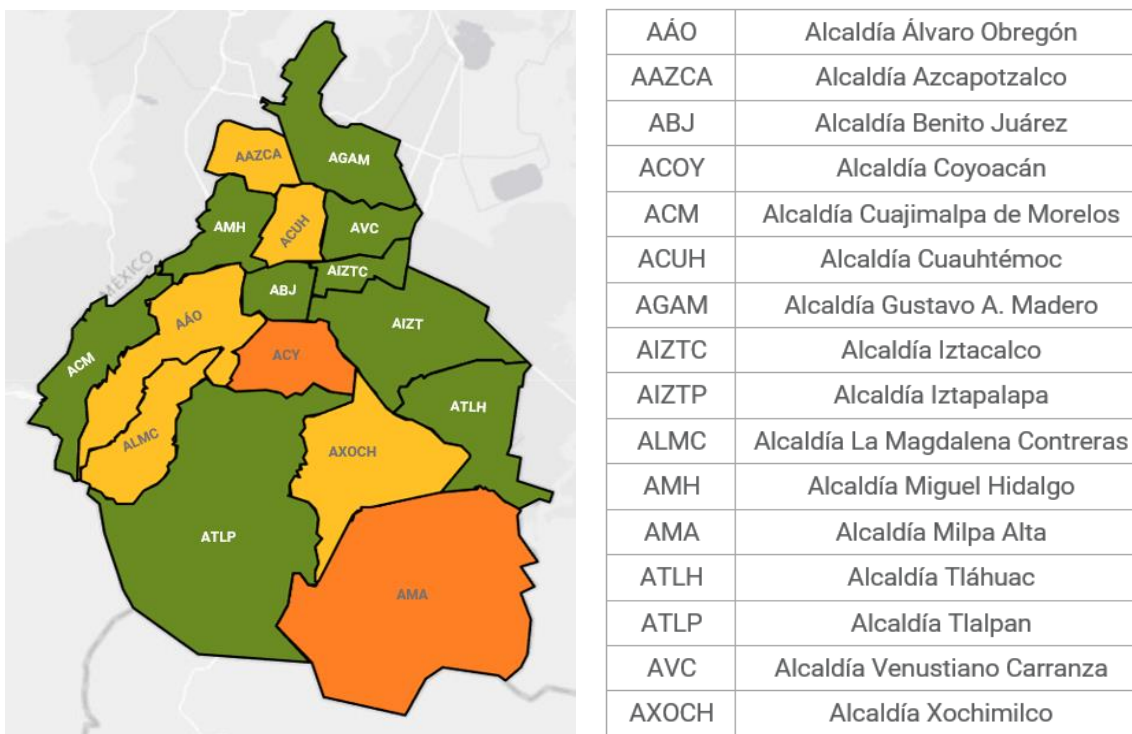 AAZCA
AGAM
AMH
ACUH
AVC
AIZTC
MÉXICO
ABJ
AÁO
AIZT
ACM
ACY
ALMC
ATLH
AXOCH
ATLP
AMA
AÁO Alcaldía Álvaro Obregón
AAZCA Alcaldía Azcapotzalco
ABJ Alcaldía Benito Juárez
ACOY Alcaldía Coyoacán
ACM Alcaldía Cuajimalpa de Morelos
ACUH Alcaldía Cuauhtémoc
AGAM Alcaldía Gustavo A. Madero
AIZTC Alcaldía Iztacalco
AIZTP Alcaldía Iztapalapa
ALMC Alcaldía La Magdalena Contreras
AMH Alcaldía Miguel Hidalgo
AMA Alcaldía Milpa Alta
ATLH Alcaldía Tláhuac
ATLP Alcaldía Tlalpan
AVC Alcaldía Venustiano Carranza
AXOCH Alcaldía Xochimilco